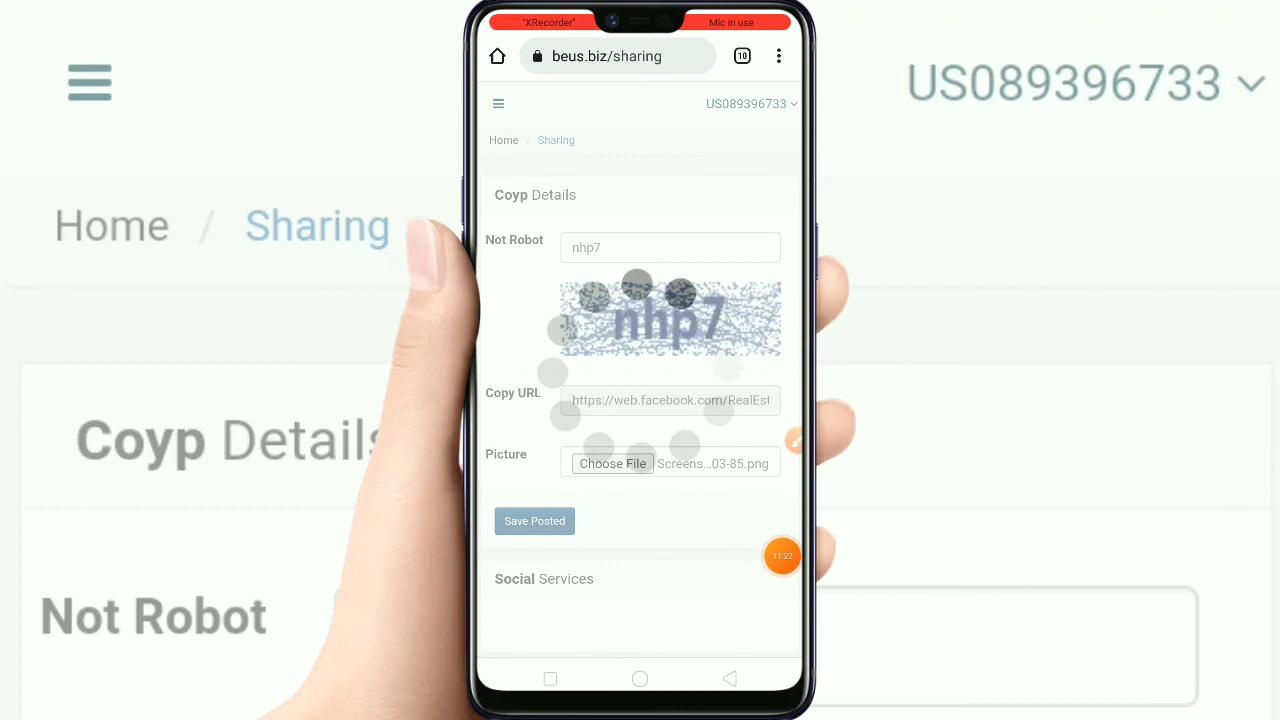 "XRecorder" Mic in use
beus.biz/sharing 10
US089396733
US089396733
Home / Sharing
Home / Sharing
Coyp Details
Coyp Details
Not Robot nhp7
nhp7
Copy URL https://web.facebook.com/RealEst
Picture Choose File Screens...03-85.png
Save Posted
11:22
Social Services
Not Robot